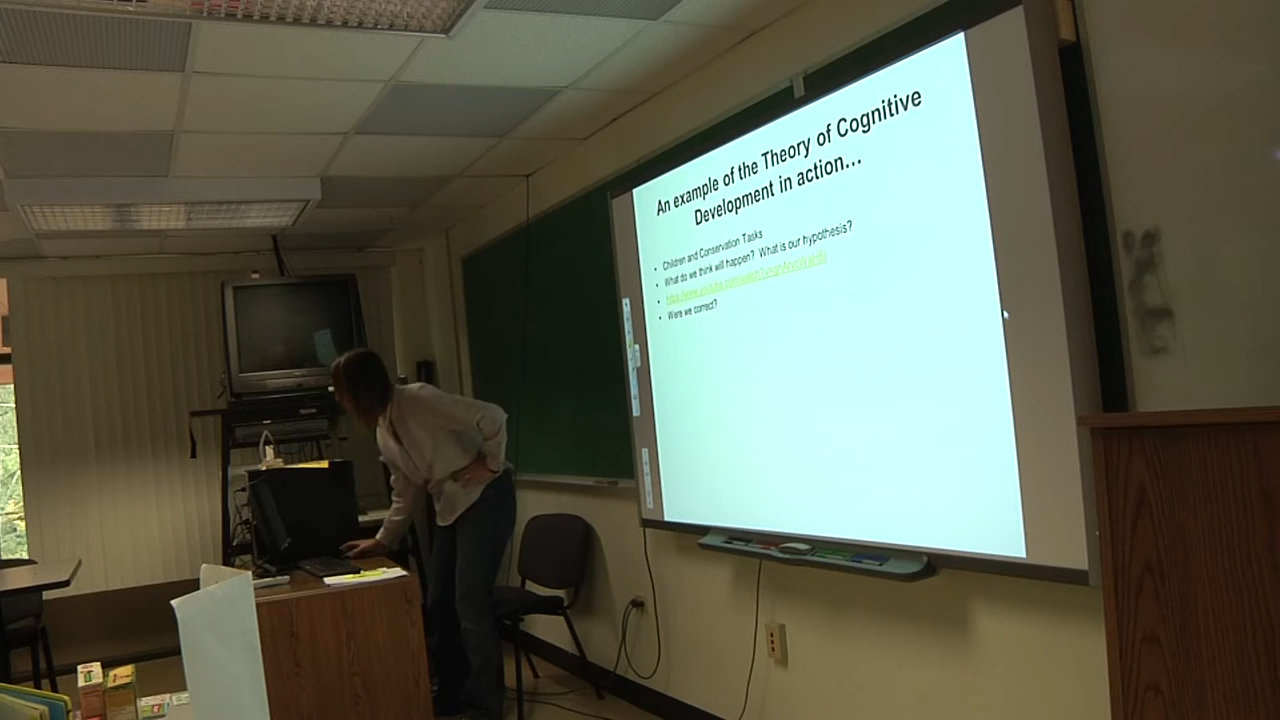 An example of the Theory of Cognitive
Development in action...
• Children and Conservation Tasks
• What do we think will happen? What is our hypothesis?
• Were we correct?